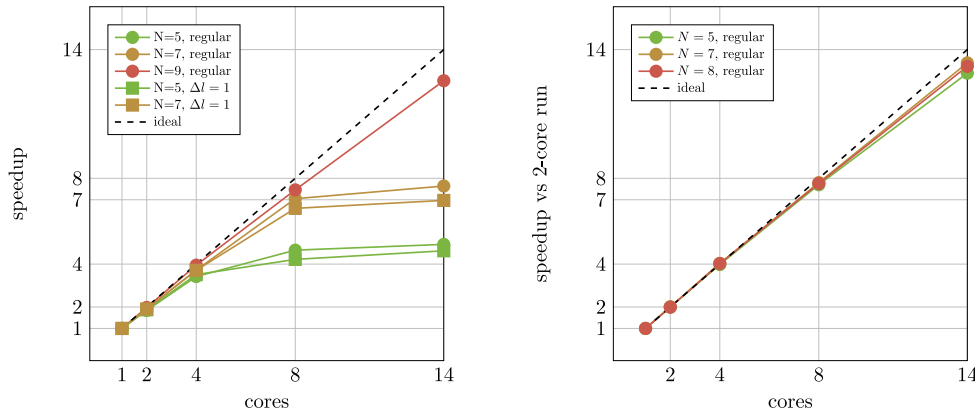 speedup
14
8
7
4
2
1
N=5, regular
N=7, regular
N=9, regular
N=5, Δl = 1
N=7, Δl = 1
ideal
1 2 4 8 14
cores
speedup vs 2-core run
14
8
7
4
2
1
N = 5, regular
N = 7, regular
N = 8, regular
ideal
2 4 8 14
cores